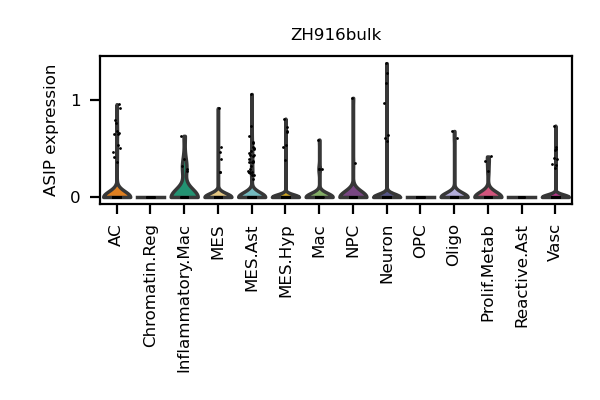 ZH916bulk
ASIP expression
1
0
AC
Chromatin.Reg
Inflammatory.Mac
MES
MES.Ast
MES.Hyp
Mac
NPC
Neuron
OPC
Oligo
Prolif.Metab
Reactive.Ast
Vasc